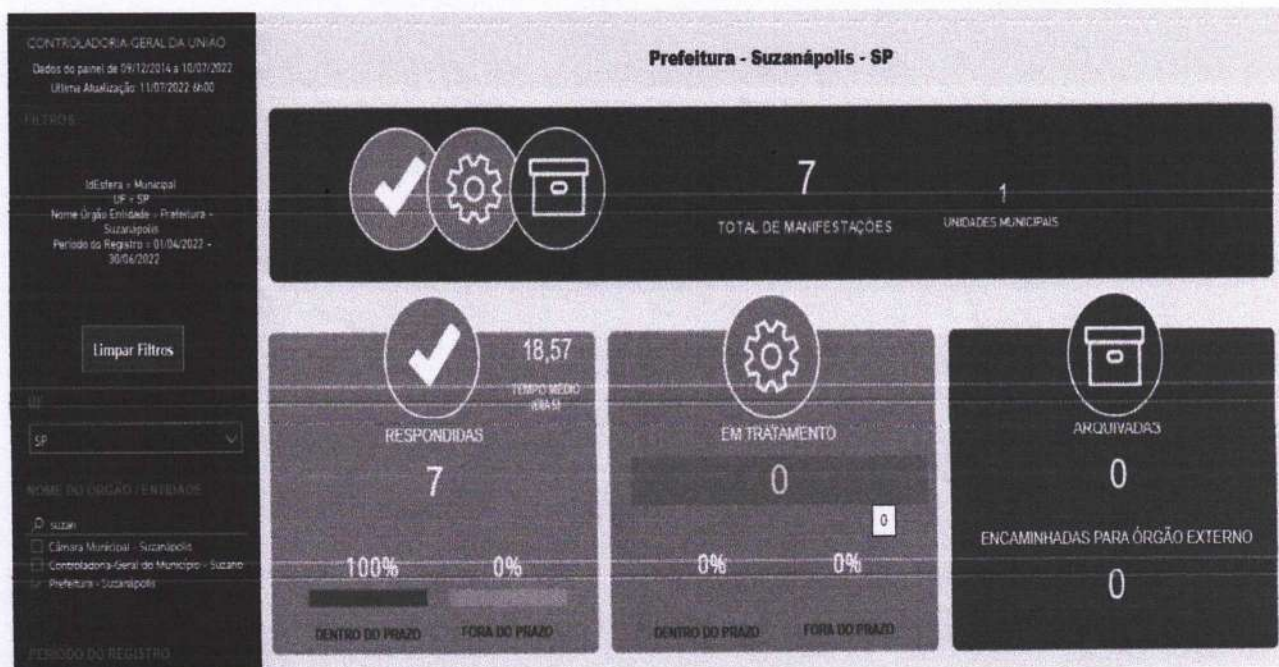 CONTROLADORIA-GERAL DA UNIÃO
Dados do painel de 09/12/2014 a 10/07/2022
Última Atualização: 11/07/2022 6h00
FILTROS
IdEsfera = Municipal
UF = SP
Nome Órgão Entidade = Prefeitura -
Suzanápolis
Período do Registro = 01/04/2022 -
30/06/2022
Limpar Filtros
UF
SP
NOME DO ÓRGÃO / ENTIDADE
suzan
Câmara Municipal - Suzanápolis
Controladoria-Geral do Município - Suzano
Prefeitura - Suzanápolis
PERÍODO DO REGISTRO
Prefeitura - Suzanápolis - SP
7
TOTAL DE MANIFESTAÇÕES
1
UNIDADES MUNICIPAIS
18,57
TEMPO MÉDIO
(DIAS)
RESPONDIDAS
7
100% 0%
DENTRO DO PRAZO FORA DO PRAZO
EM TRATAMENTO
0
0
0% 0%
DENTRO DO PRAZO FORA DO PRAZO
ARQUIVADAS
0
ENCAMINHADAS PARA ÓRGÃO EXTERNO
0